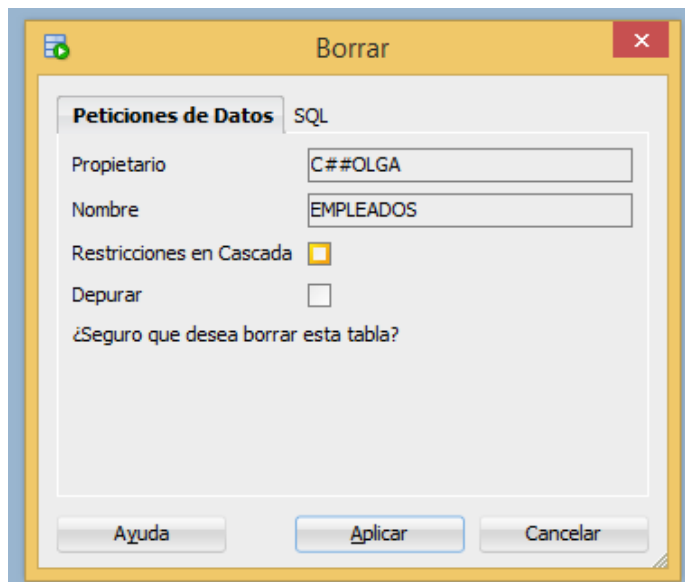 Borrar
Peticiones de Datos SQL
Propietario C##OLGA
Nombre EMPLEADOS
Restricciones en Cascada
Depurar
¿Seguro que desea borrar esta tabla?
Ayuda Aplicar Cancelar